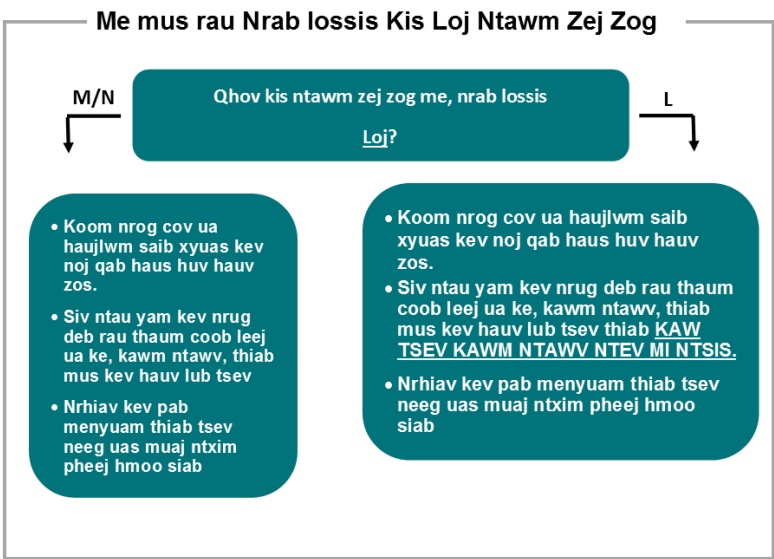 Me mus rau Nrab lossis Kis Loj Ntawm Zej Zog
M/N
Qhov kis ntawm zej zog me, nrab lossis
Loj?
L
• Koom nrog cov ua
haujlwm saib xyuas kev
noj qab haus huv hauv
zos.
• Siv ntau yam kev nrug
deb rau thaum coob leej
ua ke, kawm ntawv, thiab
mus kev hauv lub tsev
• Nrhiav kev pab
menyuam thiab tsev
neeg uas muaj ntxim
pheej hmoo siab
• Koom nrog cov ua haujlwm saib
xyuas kev noj qab haus huv hauv
zos.
• Siv ntau yam kev nrug deb rau thaum
coob leej ua ke, kawm ntawv, thiab
mus kev hauv lub tsev thiab KAW
TSEV KAWM NTAWV NTEV MI NTSIS.
• Nrhiav kev pab menyuam thiab tsev
neeg uas muaj ntxim pheej hmoo
siab